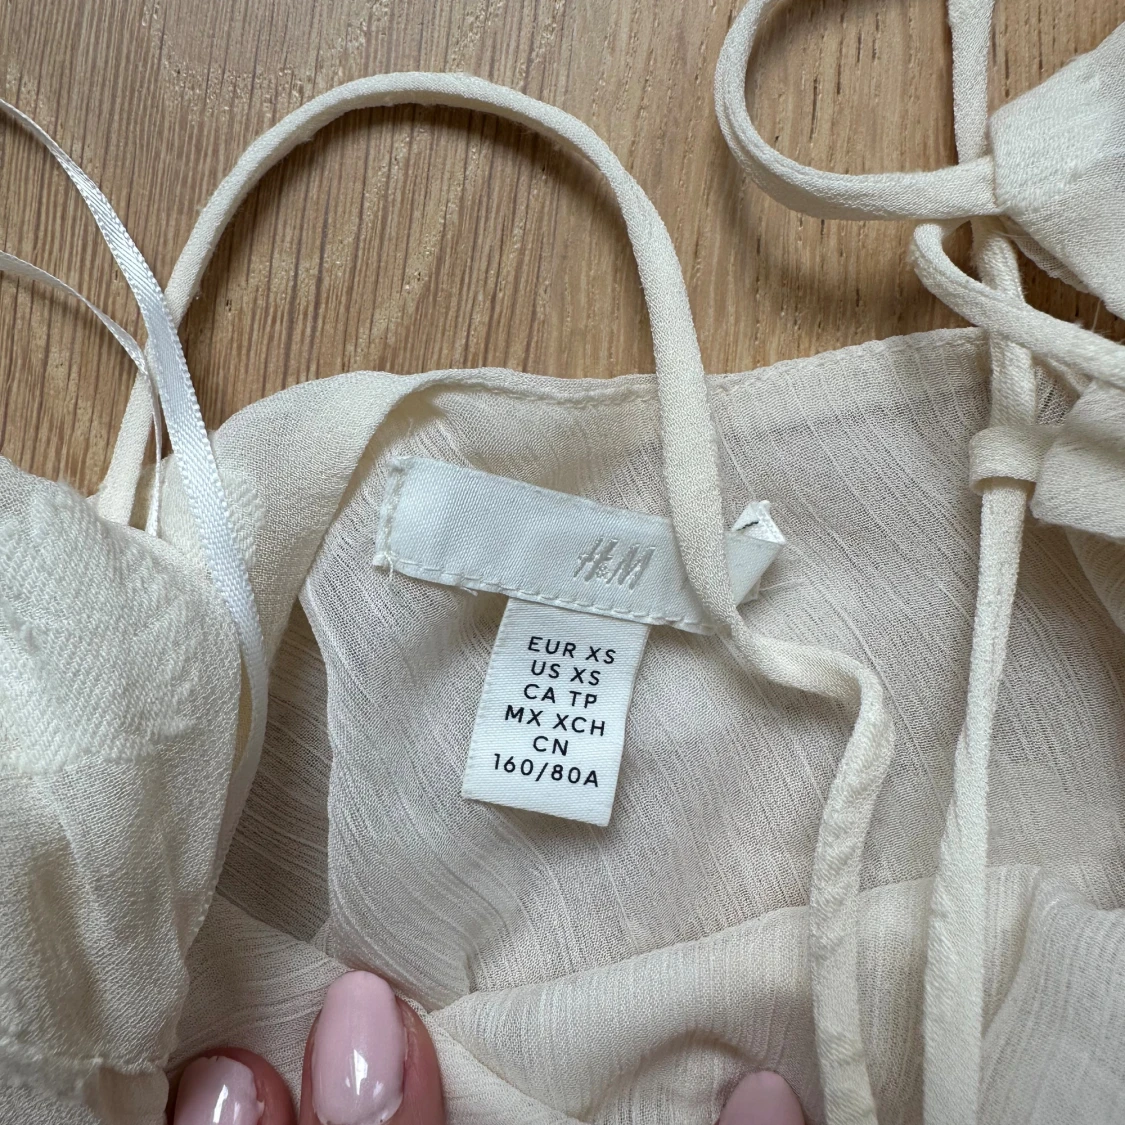 H&M
EUR XS
US XS
CA TP
MX XCH
CN
160/80A